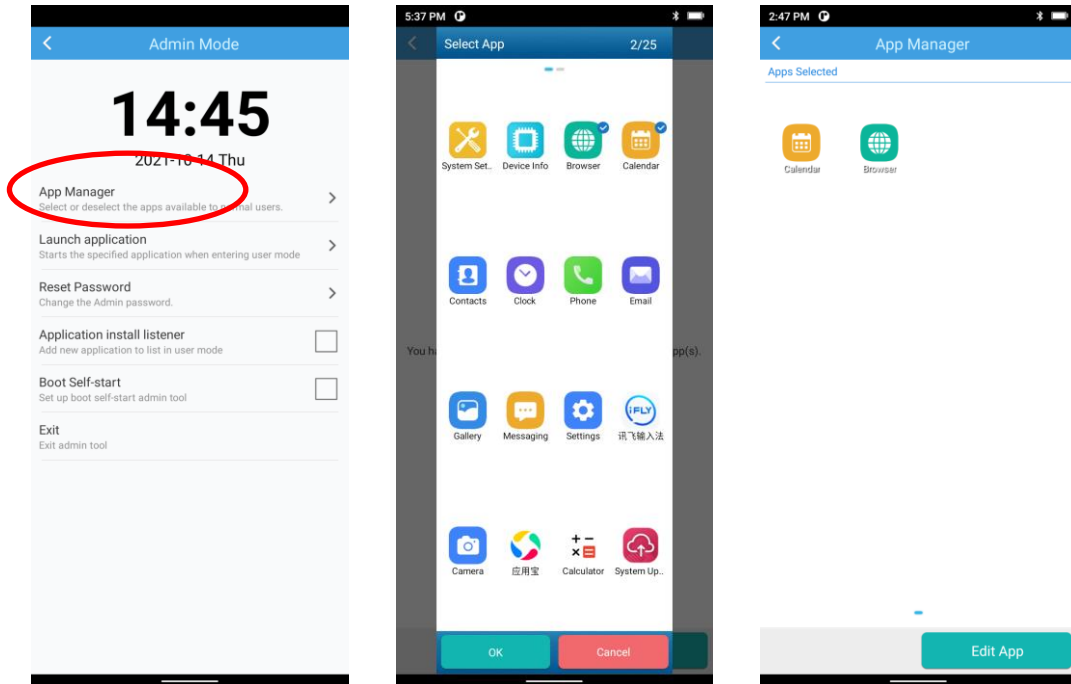 Admin Mode
14:45
2021-10-14 Thu
App Manager
Select or deselect the apps available to normal users.
Launch application
Starts the specified application when entering user mode
Reset Password
Change the Admin password.
Application install listener
Add new application to list in user mode
Boot Self-start
Set up boot self-start admin tool
Exit
Exit admin tool
5:37 PM
Select App 2/25
System Set.. Device Info Browser Calendar
Contacts Clock Phone Email
You ha pp(s).
iFLY
Gallery Messaging Settings 讯飞输入法
Camera 应用宝 Calculator System Up..
OK Cancel
2:47 PM
App Manager
Apps Selected
Calendar Browser
Edit App